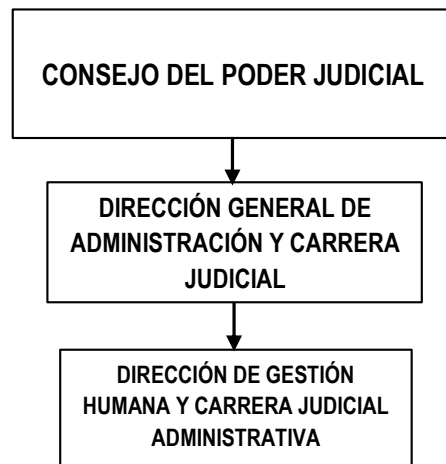 CONSEJO DEL PODER JUDICIAL
DIRECCIÓN GENERAL DE
ADMINISTRACIÓN Y CARRERA
JUDICIAL
DIRECCIÓN DE GESTIÓN
HUMANA Y CARRERA JUDICIAL
ADMINISTRATIVA